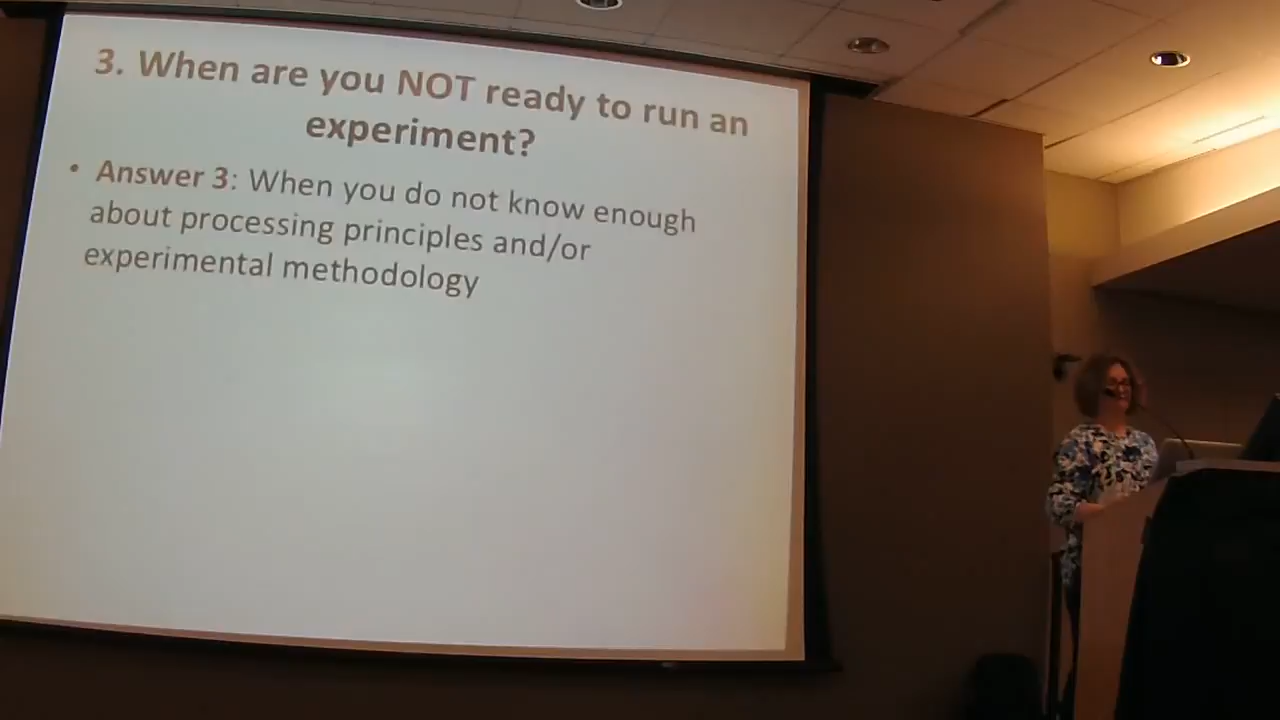 3. When are you NOT ready to run an
experiment?
• Answer 3: When you do not know enough
about processing principles and/or
experimental methodology